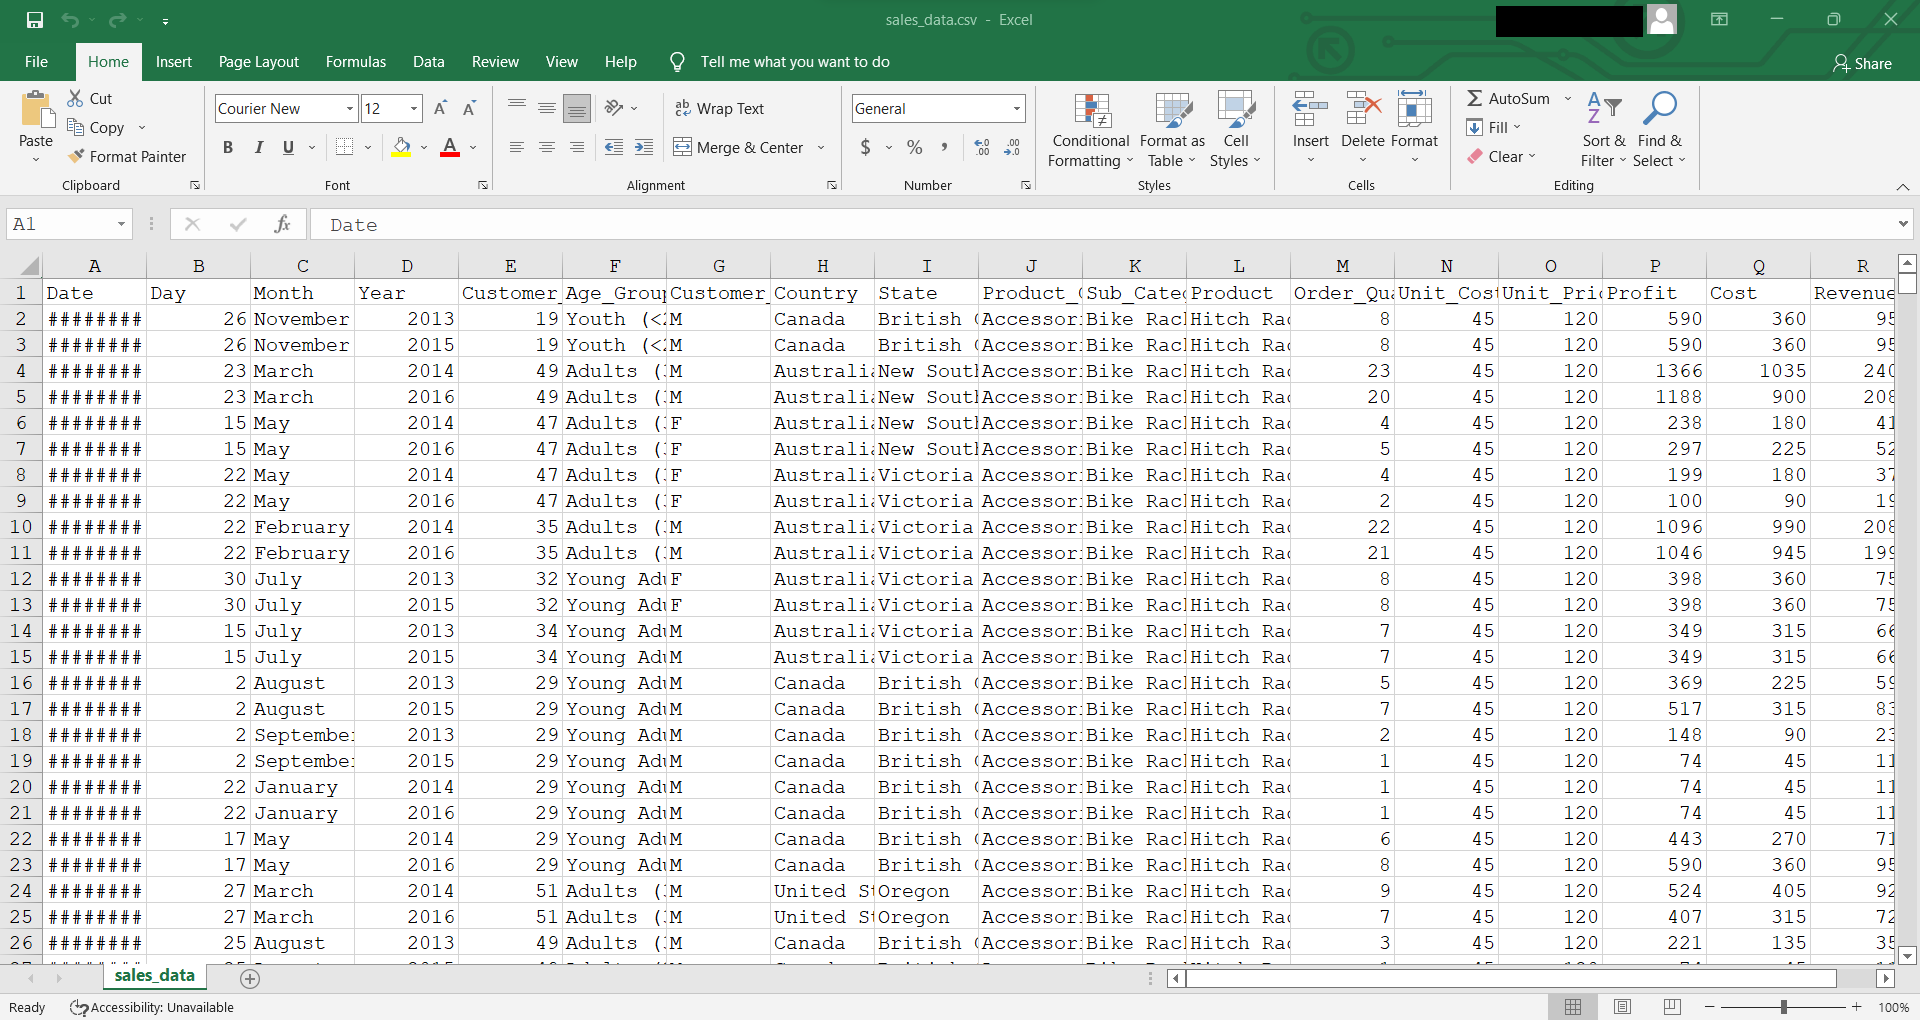 sales_data.csv - Excel
File Home Insert Page Layout Formulas Data Review View Help Tell me what you want to do Share
Paste Cut Copy Format Painter Clipboard
Courier New 12 B I U A Font
Wrap Text Merge & Center Alignment
General $ % , Number
Conditional Formatting Format as Table Cell Styles Styles
Insert Delete Format Cells
AutoSum Fill Clear Sort & Filter Find & Select Editing
A1 fx Date
A B C D E F G H I J K L M N O P Q R
1 Date Day Month Year Customer_ Age_Group Customer_ Country State Product_ Sub_Cate Product Order_Qu Unit_Cost Unit_Pri Profit Cost Revenue
2 ######## 26 November 2013 19 Youth (< M Canada British Accessor Bike Rac Hitch Ra 8 45 120 590 360 95
3 ######## 26 November 2015 19 Youth (< M Canada British Accessor Bike Rac Hitch Ra 8 45 120 590 360 95
4 ######## 23 March 2014 49 Adults ( M Australia New South Accessor Bike Rac Hitch Ra 23 45 120 1366 1035 240
5 ######## 23 March 2016 49 Adults ( M Australia New South Accessor Bike Rac Hitch Ra 20 45 120 1188 900 208
6 ######## 15 May 2014 47 Adults ( F Australia New South Accessor Bike Rac Hitch Ra 4 45 120 238 180 41
7 ######## 15 May 2016 47 Adults ( F Australia New South Accessor Bike Rac Hitch Ra 5 45 120 297 225 52
8 ######## 22 May 2014 47 Adults ( F Australia Victoria Accessor Bike Rac Hitch Ra 4 45 120 199 180 37
9 ######## 22 May 2016 47 Adults ( F Australia Victoria Accessor Bike Rac Hitch Ra 2 45 120 100 90 19
10 ######## 22 February 2014 35 Adults ( M Australia Victoria Accessor Bike Rac Hitch Ra 22 45 120 1096 990 208
11 ######## 22 February 2016 35 Adults ( M Australia Victoria Accessor Bike Rac Hitch Ra 21 45 120 1046 945 199
12 ######## 30 July 2013 32 Young Adu F Australia Victoria Accessor Bike Rac Hitch Ra 8 45 120 398 360 75
13 ######## 30 July 2015 32 Young Adu F Australia Victoria Accessor Bike Rac Hitch Ra 8 45 120 398 360 75
14 ######## 15 July 2013 34 Young Adu M Australia Victoria Accessor Bike Rac Hitch Ra 7 45 120 349 315 66
15 ######## 15 July 2015 34 Young Adu M Australia Victoria Accessor Bike Rac Hitch Ra 7 45 120 349 315 66
16 ######## 2 August 2013 29 Young Adu M Canada British Accessor Bike Rac Hitch Ra 5 45 120 369 225 59
17 ######## 2 August 2015 29 Young Adu M Canada British Accessor Bike Rac Hitch Ra 7 45 120 517 315 83
18 ######## 2 September 2013 29 Young Adu M Canada British Accessor Bike Rac Hitch Ra 2 45 120 148 90 23
19 ######## 2 September 2015 29 Young Adu M Canada British Accessor Bike Rac Hitch Ra 1 45 120 74 45 11
20 ######## 22 January 2014 29 Young Adu M Canada British Accessor Bike Rac Hitch Ra 1 45 120 74 45 11
21 ######## 22 January 2016 29 Young Adu M Canada British Accessor Bike Rac Hitch Ra 1 45 120 74 45 11
22 ######## 17 May 2014 29 Young Adu M Canada British Accessor Bike Rac Hitch Ra 6 45 120 443 270 71
23 ######## 17 May 2016 29 Young Adu M Canada British Accessor Bike Rac Hitch Ra 8 45 120 590 360 95
24 ######## 27 March 2014 51 Adults ( M United St Oregon Accessor Bike Rac Hitch Ra 9 45 120 524 405 92
25 ######## 27 March 2016 51 Adults ( M United St Oregon Accessor Bike Rac Hitch Ra 7 45 120 407 315 72
26 ######## 25 August 2013 49 Adults ( M Canada British Accessor Bike Rac Hitch Ra 3 45 120 221 135 35
sales_data
Ready Accessibility: Unavailable 100%